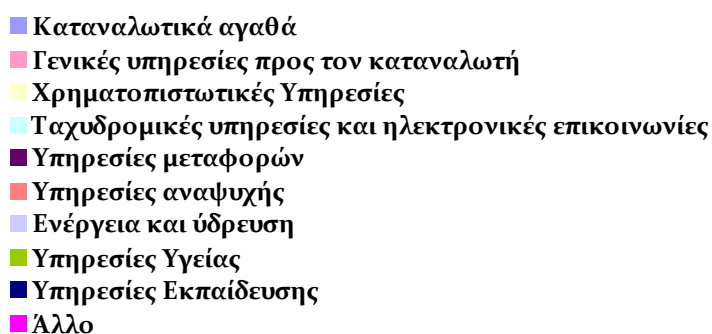 Καταναλωτικά αγαθά
Γενικές υπηρεσίες προς τον καταναλωτή
Χρηματοπιστωτικές Υπηρεσίες
Ταχυδρομικές υπηρεσίες και ηλεκτρονικές επικοινωνίες
Υπηρεσίες μεταφορών
Υπηρεσίες αναψυχής
Ενέργεια και ύδρευση
Υπηρεσίες Υγείας
Υπηρεσίες Εκπαίδευσης
Άλλο